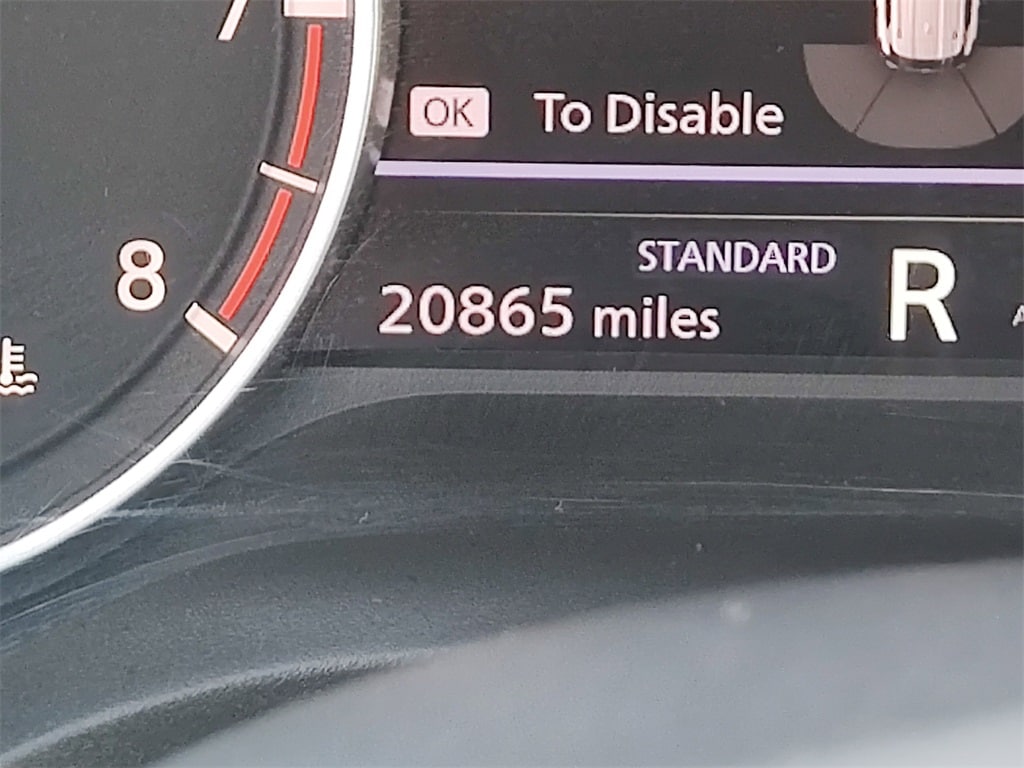 7
OK To Disable
STANDARD
8
20865 miles R